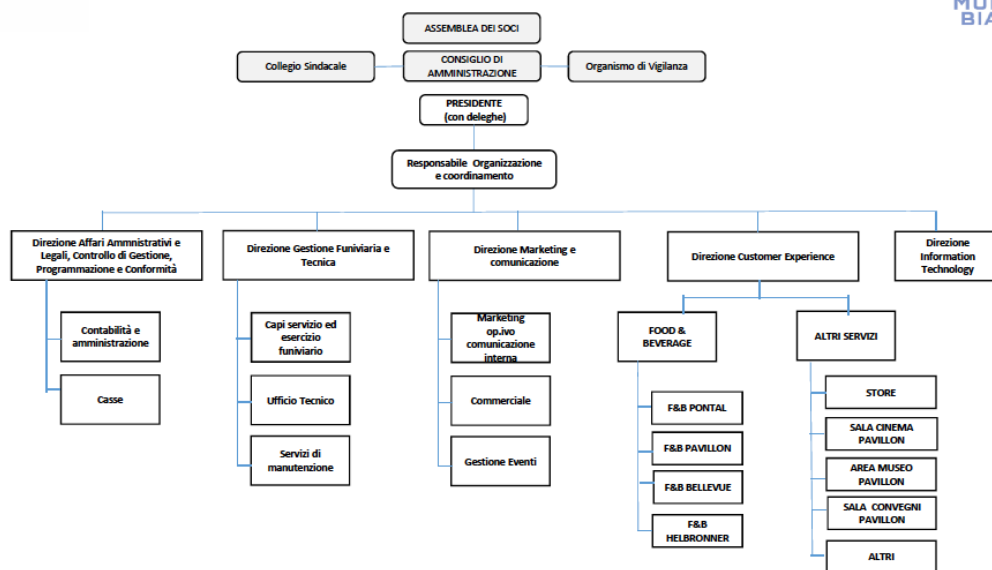 MU
BIA
ASSEMBLEA DEI SOCI
Collegio Sindacale
CONSIGLIO DI
AMMINISTRAZIONE
Organismo di Vigilanza
PRESIDENTE
(con deleghe)
Responsabile Organizzazione
e coordinamento
Direzione Affari Ammnistrativi e
Legali, Controllo di Gestione,
Programmazione e Conformità
Direzione Gestione Funiviaria e
Tecnica
Direzione Marketing e
comunicazione
Direzione Customer Experience
Direzione
Information
Technology
Contabilità e
amministrazione
Casse
Capi servizio ed
esercizio
funiviario
Ufficio Tecnico
Servizi di
manutenzione
Marketing
op.ivo
comunicazione
interna
Commerciale
Gestione Eventi
FOOD &
BEVERAGE
F&B PONTAL
F&B PAVILLON
F&B BELLEVUE
F&B
HELBRONNER
ALTRI SERVIZI
STORE
SALA CINEMA
PAVILLON
AREA MUSEO
PAVILLON
SALA CONVEGNI
PAVILLON
ALTRI